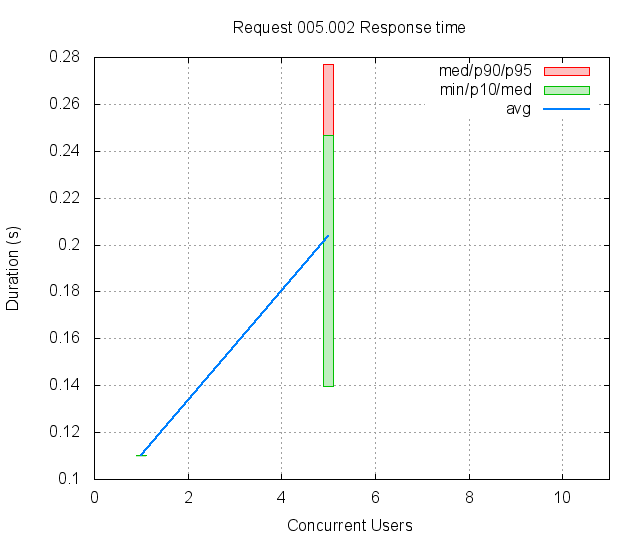 Request 005.002 Response time
0.28
0.26
0.24
0.22
0.2
0.18
0.16
0.14
0.12
0.1
Duration (s)
med/p90/p95
min/p10/med
avg
0 2 4 6 8 10
Concurrent Users